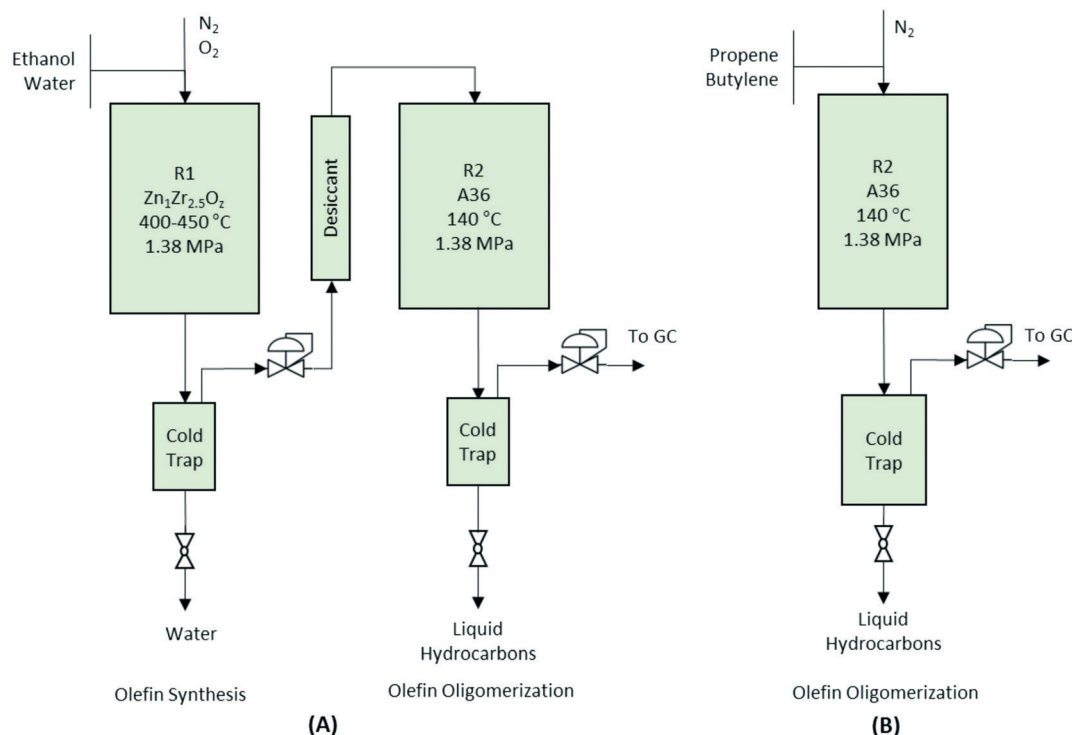 N₂
O₂
Ethanol
Water
R1
Zn₁Zr₂.₅O_z
400-450 °C
1.38 MPa
Cold
Trap
Water
Olefin Synthesis
Desiccant
R2
A36
140 °C
1.38 MPa
To GC
Cold
Trap
Liquid
Hydrocarbons
Olefin Oligomerization
(A)
N₂
Propene
Butylene
R2
A36
140 °C
1.38 MPa
To GC
Cold
Trap
Liquid
Hydrocarbons
Olefin Oligomerization
(B)